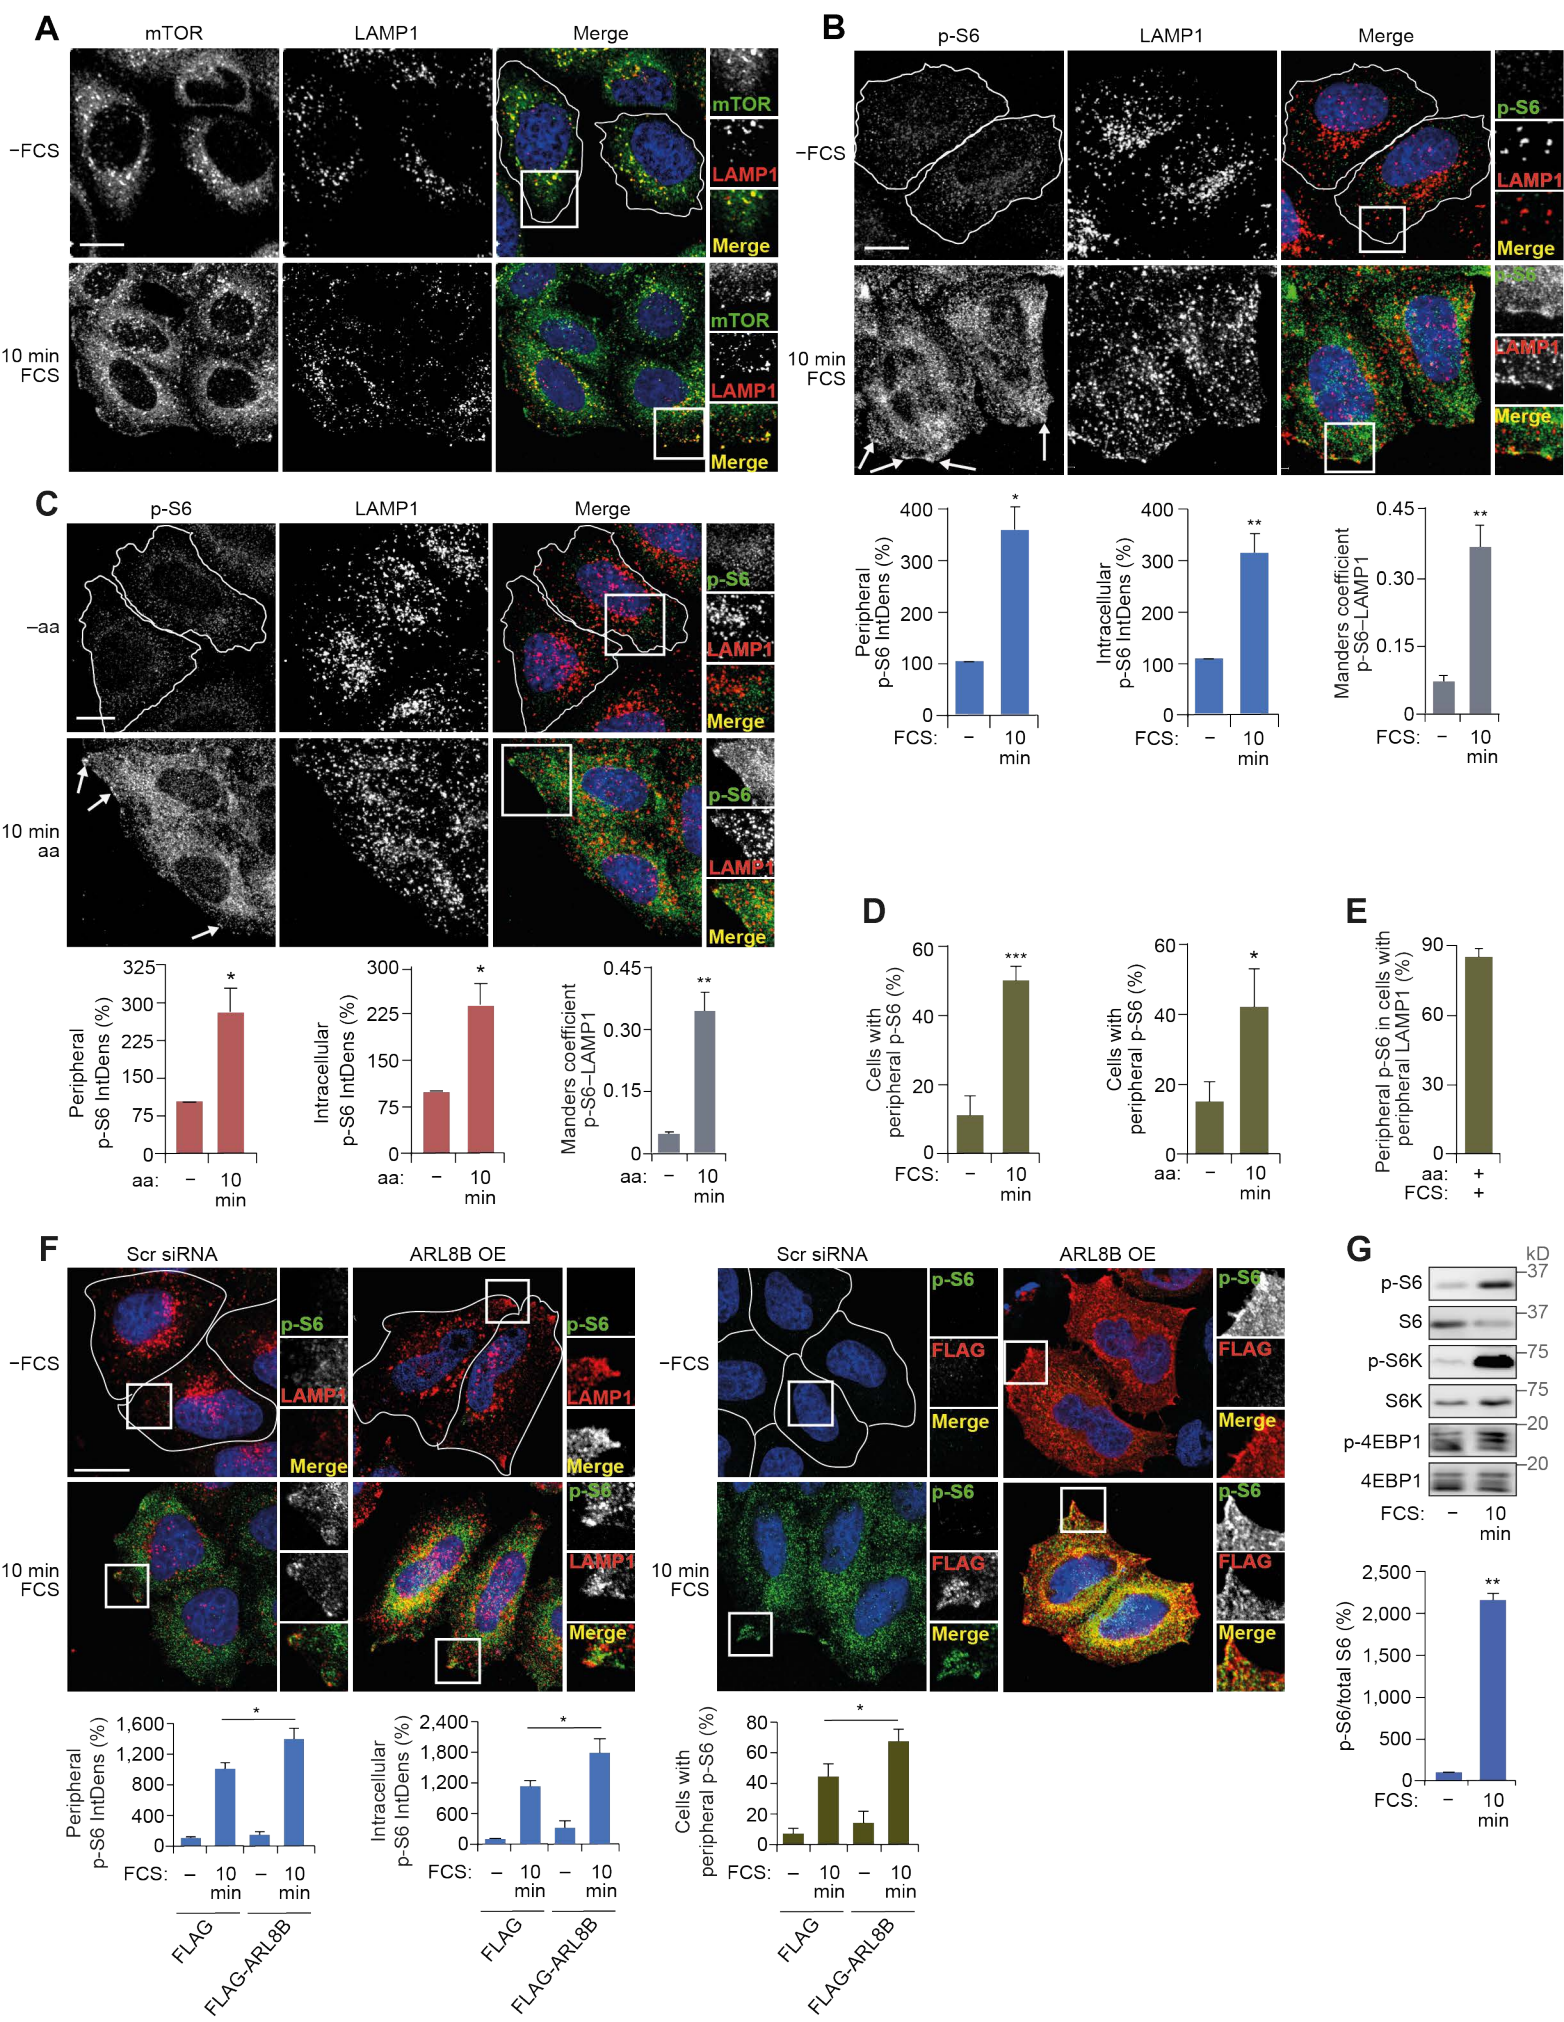 A
mTOR
LAMP1
Merge
−FCS
mTOR
LAMP1
Merge
10 min
FCS
mTOR
LAMP1
Merge
B
p-S6
LAMP1
Merge
−FCS
p-S6
LAMP1
Merge
10 min
FCS
p-S6
LAMP1
Merge
Peripheral
p-S6 IntDens (%)
400
300
200
100
0
*
FCS:
−
10
min
Intracellular
p-S6 IntDens (%)
400
300
200
100
0
**
FCS:
−
10
min
Manders coefficient
p-S6–LAMP1
0.45
0.30
0.15
0
**
FCS:
−
10
min
C
p-S6
LAMP1
Merge
–aa
p-S6
LAMP1
Merge
10 min
aa
p-S6
LAMP1
Merge
Peripheral
p-S6 IntDens (%)
325
300
225
150
75
0
*
aa:
−
10
min
Intracellular
p-S6 IntDens (%)
300
225
150
75
0
*
aa:
−
10
min
Manders coefficient
p-S6–LAMP1
0.45
0.30
0.15
0
**
aa:
−
10
min
D
Cells with
peripheral p-S6 (%)
60
40
20
0
***
FCS:
−
10
min
Cells with
peripheral p-S6 (%)
60
40
20
0
*
aa:
−
10
min
E
Peripheral p-S6 in cells with
peripheral LAMP1 (%)
90
60
30
0
aa: +
FCS: +
F
Scr siRNA
ARL8B OE
−FCS
p-S6
LAMP1
Merge
p-S6
LAMP1
Merge
10 min
FCS
p-S6
LAMP1
Merge
Scr siRNA
ARL8B OE
−FCS
p-S6
FLAG
Merge
p-S6
FLAG
Merge
10 min
FCS
p-S6
FLAG
Merge
p-S6
FLAG
Merge
Peripheral
p-S6 IntDens (%)
1,600
1,200
800
400
0
*
FCS:
−
10
min
−
10
min
FLAG
FLAG-ARL8B
Intracellular
p-S6 IntDens (%)
2,400
1,800
1,200
600
0
*
FCS:
−
10
min
−
10
min
FLAG
FLAG-ARL8B
Cells with
peripheral p-S6 (%)
80
60
40
20
0
*
FCS:
−
10
min
−
10
min
FLAG
FLAG-ARL8B
G
kD
p-S6
37
S6
37
p-S6K
75
S6K
75
p-4EBP1
20
4EBP1
20
FCS:
−
10
min
p-S6/total S6 (%)
2,500
2,000
1,500
1,000
500
0
**
FCS:
−
10
min